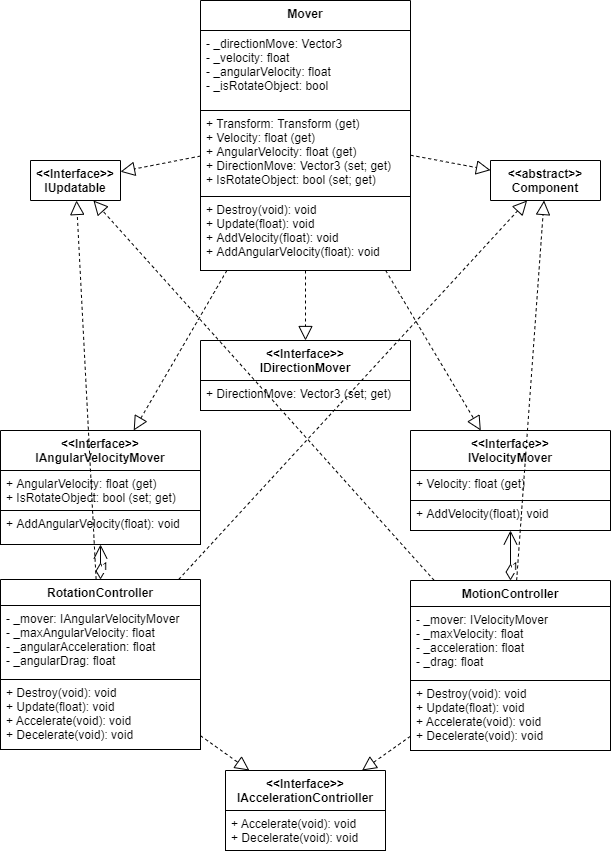 Mover
- _directionMove: Vector3
- _velocity: float
- _angularVelocity: float
- _isRotateObject: bool
+ Transform: Transform (get)
+ Velocity: float (get)
+ AngularVelocity: float (get)
+ DirectionMove: Vector3 (set; get)
+ IsRotateObject: bool (set; get)
+ Destroy(void): void
+ Update(float): void
+ AddVelocity(float): void
+ AddAngularVelocity(float): void
<<Interface>>
IUpdatable
<<abstract>>
Component
<<Interface>>
IDirectionMover
+ DirectionMove: Vector3 (set; get)
<<Interface>>
IAngularVelocityMover
+ AngularVelocity: float (get)
+ IsRotateObject: bool (set; get)
+ AddAngularVelocity(float): void
<<Interface>>
IVelocityMover
+ Velocity: float (get)
+ AddVelocity(float): void
1
1
RotationController
- _mover: IAngularVelocityMover
- _maxAngularVelocity: float
- _angularAcceleration: float
- _angularDrag: float
+ Destroy(void): void
+ Update(float): void
+ Accelerate(void): void
+ Decelerate(void): void
MotionController
- _mover: IVelocityMover
- _maxVelocity: float
- _acceleration: float
- _drag: float
+ Destroy(void): void
+ Update(float): void
+ Accelerate(void): void
+ Decelerate(void): void
<<Interface>>
IAccelerationContriioller
+ Accelerate(void): void
+ Decelerate(void): void